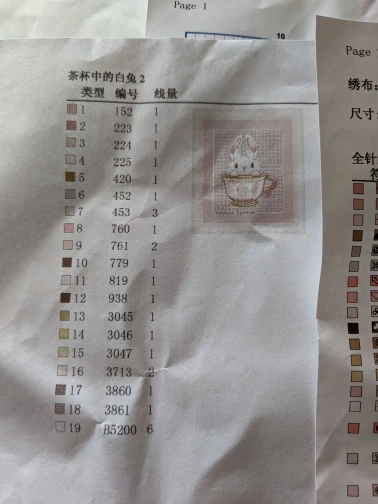 Page 1
10
Page
茶杯中的白兔 2
类型 编号 线量
1 152 1
2 223 1
3 224 1
4 225 1
5 420 1
6 452 1
7 453 3
8 760 1
9 761 2
10 779 1
11 819 1
12 938 1
13 3045 1
14 3046 1
15 3047 1
16 3713 2
17 3860 1
18 3861 1
19 B5200 6
绣布:
尺寸:
全针
符